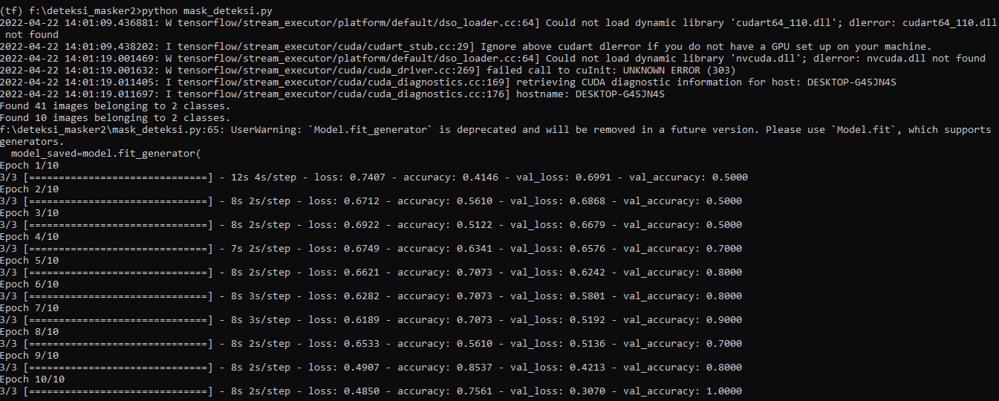 (tf) f:\deteksi_masker2>python mask_deteksi.py
2022-04-22 14:01:09.436881: W tensorflow/stream_executor/platform/default/dso_loader.cc:64] Could not load dynamic library 'cudart64_110.dll'; dlerror: cudart64_110.dll
 not found
2022-04-22 14:01:09.438202: I tensorflow/stream_executor/cuda/cudart_stub.cc:29] Ignore above cudart dlerror if you do not have a GPU set up on your machine.
2022-04-22 14:01:19.001469: W tensorflow/stream_executor/platform/default/dso_loader.cc:64] Could not load dynamic library 'nvcuda.dll'; dlerror: nvcuda.dll not found
2022-04-22 14:01:19.001632: W tensorflow/stream_executor/cuda/cuda_driver.cc:269] failed call to cuInit: UNKNOWN ERROR (303)
2022-04-22 14:01:19.011405: I tensorflow/stream_executor/cuda/cuda_diagnostics.cc:169] retrieving CUDA diagnostic information for host: DESKTOP-G45JN4S
2022-04-22 14:01:19.011697: I tensorflow/stream_executor/cuda/cuda_diagnostics.cc:176] hostname: DESKTOP-G45JN4S
Found 41 images belonging to 2 classes.
Found 10 images belonging to 2 classes.
f:\deteksi_masker2\mask_deteksi.py:65: UserWarning: `Model.fit_generator` is deprecated and will be removed in a future version. Please use `Model.fit`, which supports
generators.
  model_saved=model.fit_generator(
Epoch 1/10
3/3 [==============================] - 12s 4s/step - loss: 0.7407 - accuracy: 0.4146 - val_loss: 0.6991 - val_accuracy: 0.5000
Epoch 2/10
3/3 [==============================] - 8s 2s/step - loss: 0.6712 - accuracy: 0.5610 - val_loss: 0.6868 - val_accuracy: 0.5000
Epoch 3/10
3/3 [==============================] - 8s 2s/step - loss: 0.6922 - accuracy: 0.5122 - val_loss: 0.6679 - val_accuracy: 0.5000
Epoch 4/10
3/3 [==============================] - 7s 2s/step - loss: 0.6749 - accuracy: 0.6341 - val_loss: 0.6576 - val_accuracy: 0.7000
Epoch 5/10
3/3 [==============================] - 8s 2s/step - loss: 0.6621 - accuracy: 0.7073 - val_loss: 0.6242 - val_accuracy: 0.8000
Epoch 6/10
3/3 [==============================] - 8s 3s/step - loss: 0.6282 - accuracy: 0.7073 - val_loss: 0.5801 - val_accuracy: 0.8000
Epoch 7/10
3/3 [==============================] - 8s 3s/step - loss: 0.6189 - accuracy: 0.7073 - val_loss: 0.5192 - val_accuracy: 0.9000
Epoch 8/10
3/3 [==============================] - 8s 2s/step - loss: 0.6533 - accuracy: 0.5610 - val_loss: 0.5136 - val_accuracy: 0.7000
Epoch 9/10
3/3 [==============================] - 8s 2s/step - loss: 0.4907 - accuracy: 0.8537 - val_loss: 0.4213 - val_accuracy: 0.8000
Epoch 10/10
3/3 [==============================] - 8s 2s/step - loss: 0.4850 - accuracy: 0.7561 - val_loss: 0.3070 - val_accuracy: 1.0000